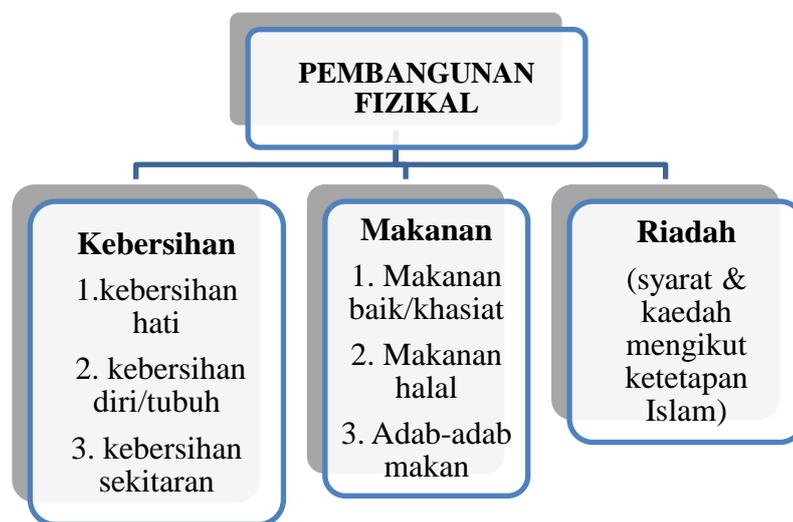 PEMBANGUNAN
FIZIKAL
Kebersihan
1.kebersihan
hati
2. kebersihan
diri/tubuh
3. kebersihan
sekitaran
Makanan
1. Makanan
baik/khasiat
2. Makanan
halal
3. Adab-adab
makan
Riadah
(syarat &
kaedah
mengikut
ketetapan
Islam)